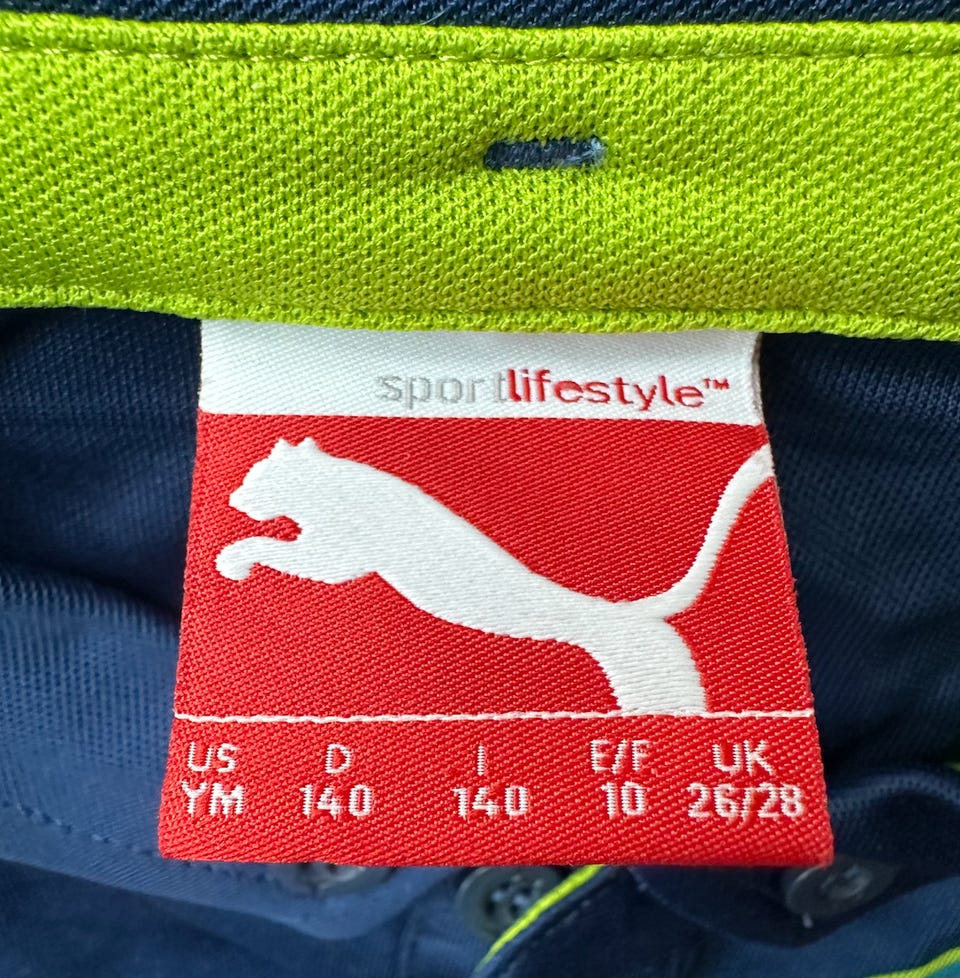 sportlifestyle™
US D I E/F UK
YM 140 140 10 26/28